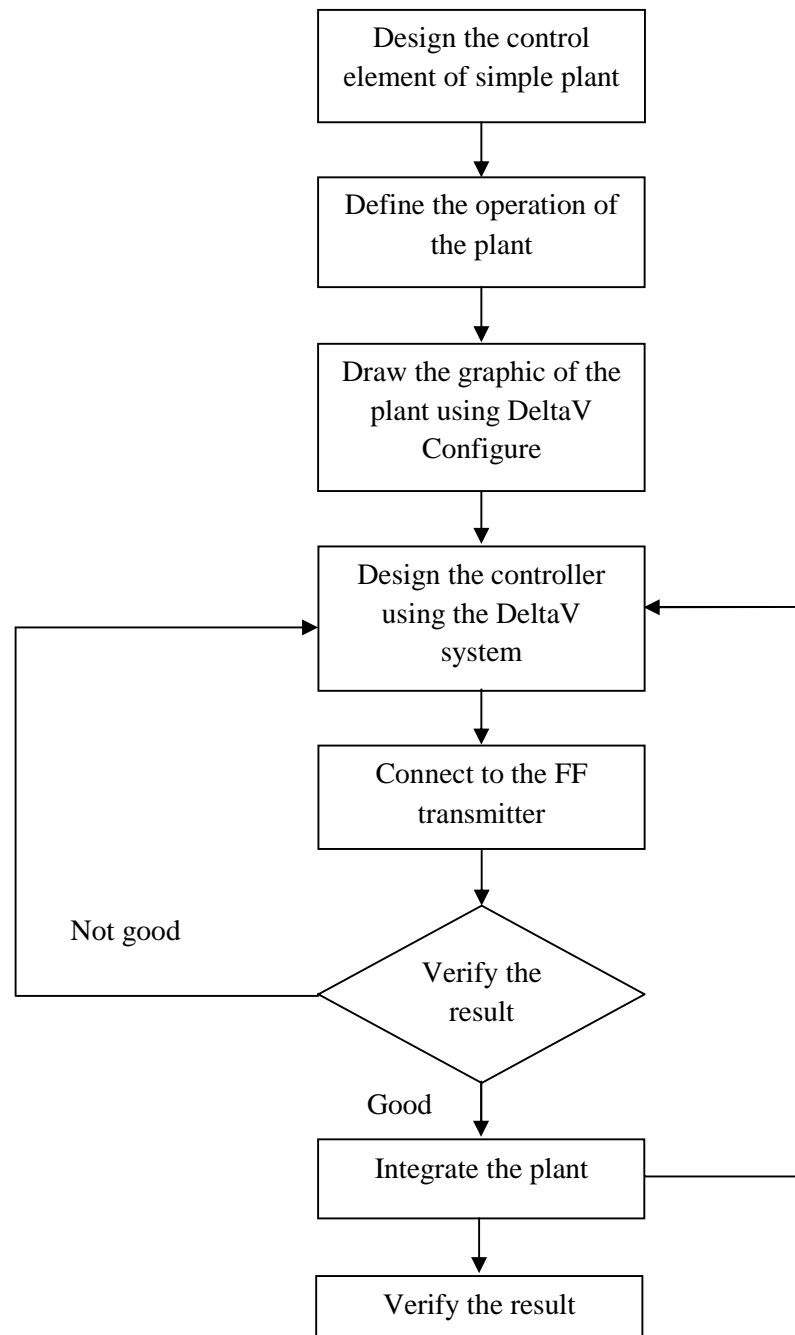 Design the control
element of simple plant
Define the operation of
the plant
Draw the graphic of the
plant using DeltaV
Configure
Design the controller
using the DeltaV
system
Connect to the FF
transmitter
Not good
Verify the
result
Good
Integrate the plant
Verify the result